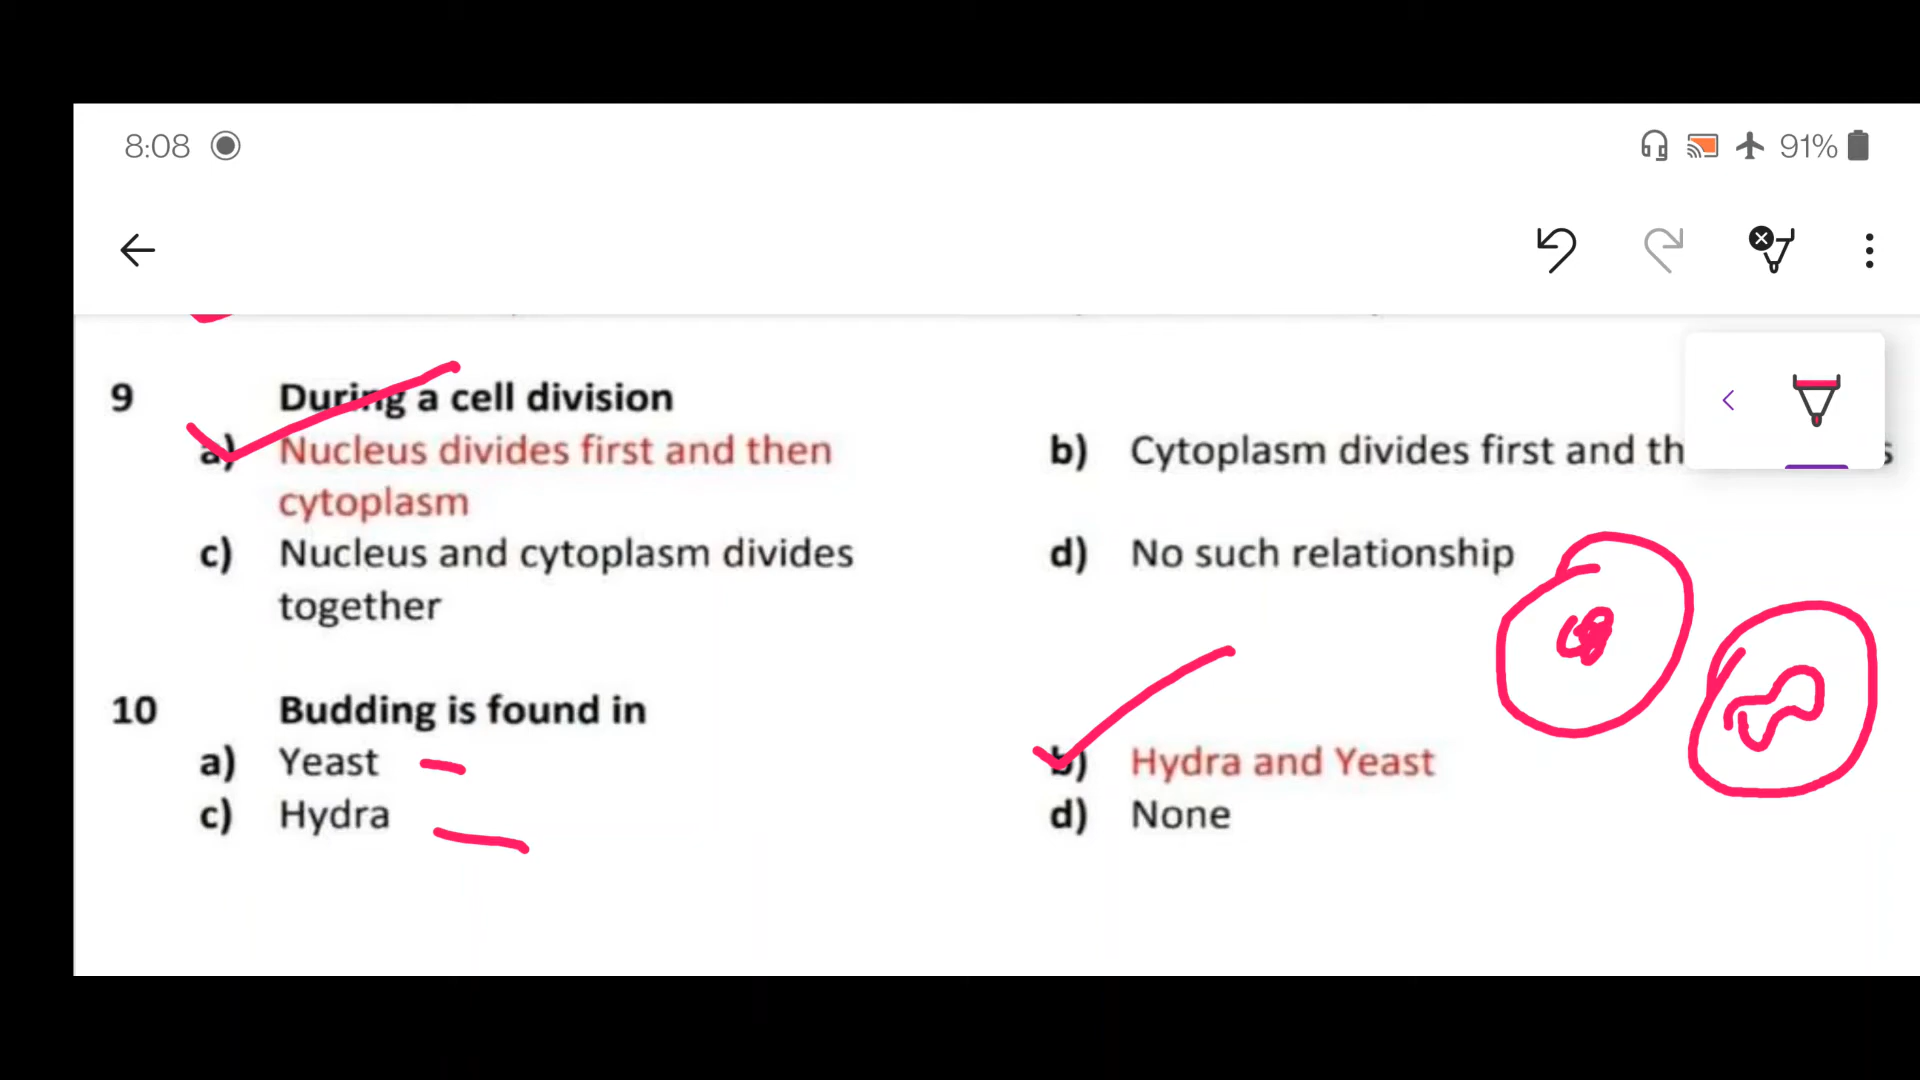 8:08 91%
9 During a cell division
a) Nucleus divides first and then b) Cytoplasm divides first and
cytoplasm
c) Nucleus and cytoplasm divides d) No such relationship
together
10 Budding is found in
a) Yeast b) Hydra and Yeast
c) Hydra d) None